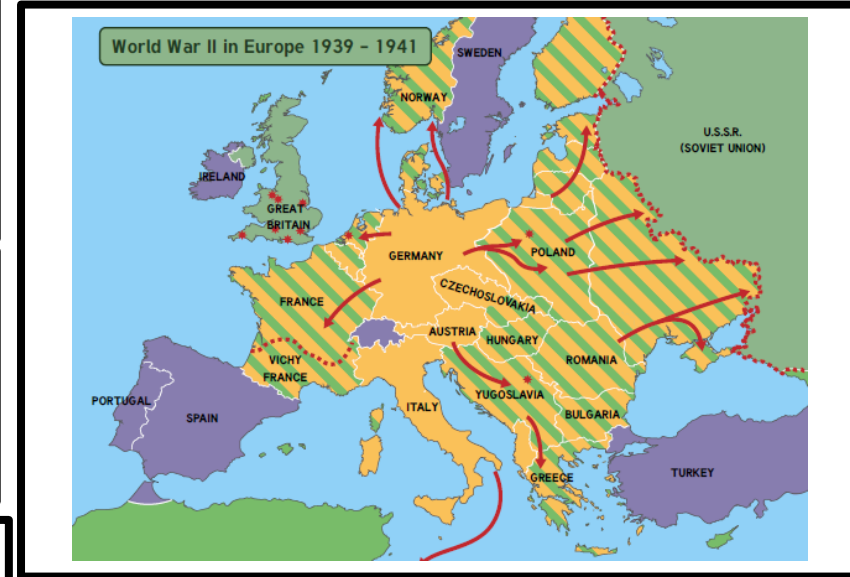 World War II in Europe 1939 - 1941
SWEDEN
NORWAY
U.S.S.R.
(SOVIET UNION)
IRELAND
GREAT
BRITAIN
GERMANY
POLAND
CZECHOSLOVAKIA
FRANCE
AUSTRIA
HUNGARY
ROMANIA
VICHY
FRANCE
YUGOSLAVIA
PORTUGAL
SPAIN
ITALY
BULGARIA
GREECE
TURKEY